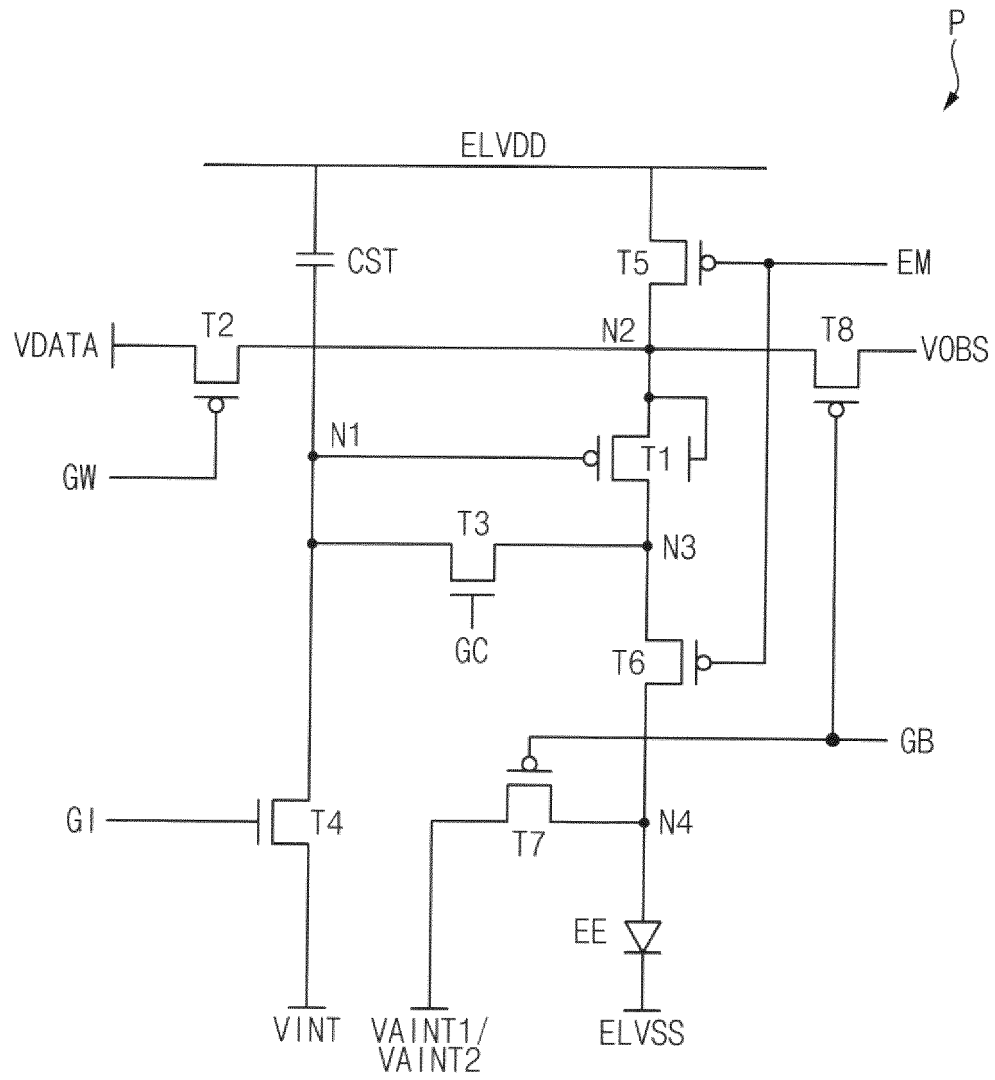 P
ELVDD
CST
T5
EM
VDATA
T2
N2
T8
VOBS
N1
T1
GW
T3
N3
GC
T6
GB
GI
T4
T7
N4
EE
VINT
VAINT1/
VAINT2
ELVSS